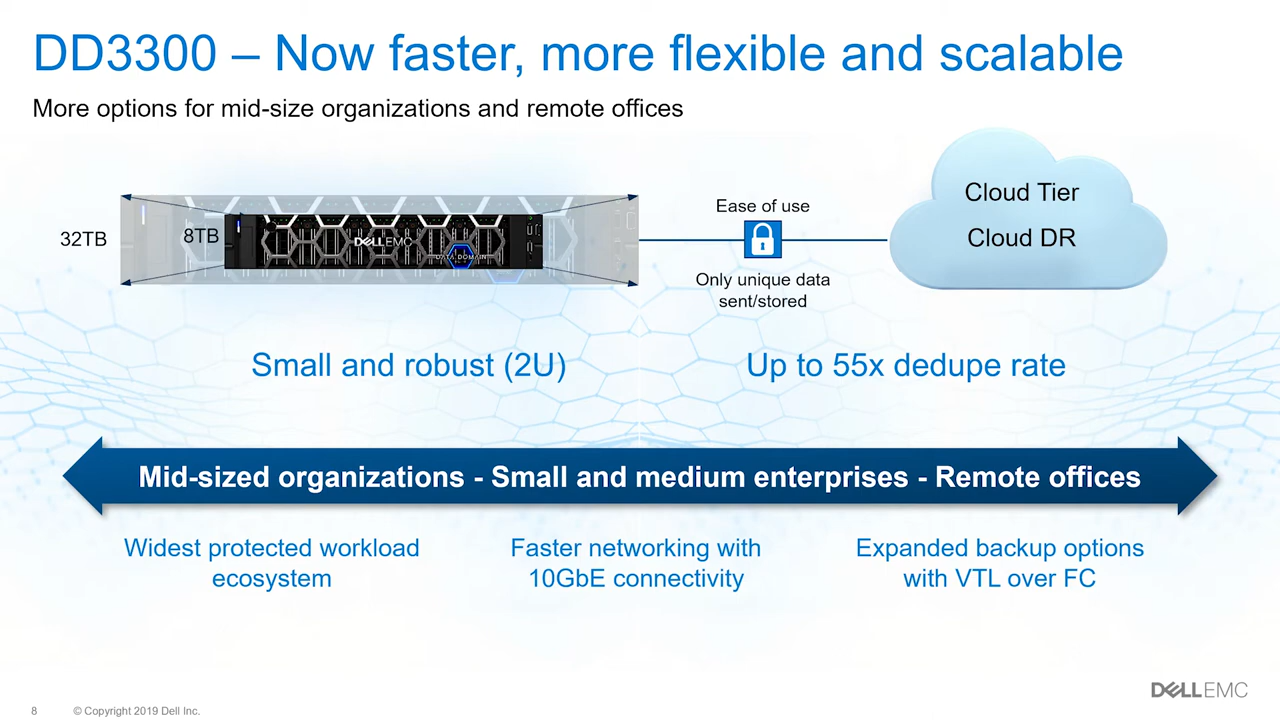 DD3300 – Now faster, more flexible and scalable
More options for mid-size organizations and remote offices
32TB
8TB
DELLEMC
DATA DOMAIN
Ease of use
Only unique data
sent/stored
Cloud Tier
Cloud DR
Small and robust (2U)
Up to 55x dedupe rate
Mid-sized organizations - Small and medium enterprises - Remote offices
Widest protected workload
ecosystem
Faster networking with
10GbE connectivity
Expanded backup options
with VTL over FC
8
© Copyright 2019 Dell Inc.
DELLEMC